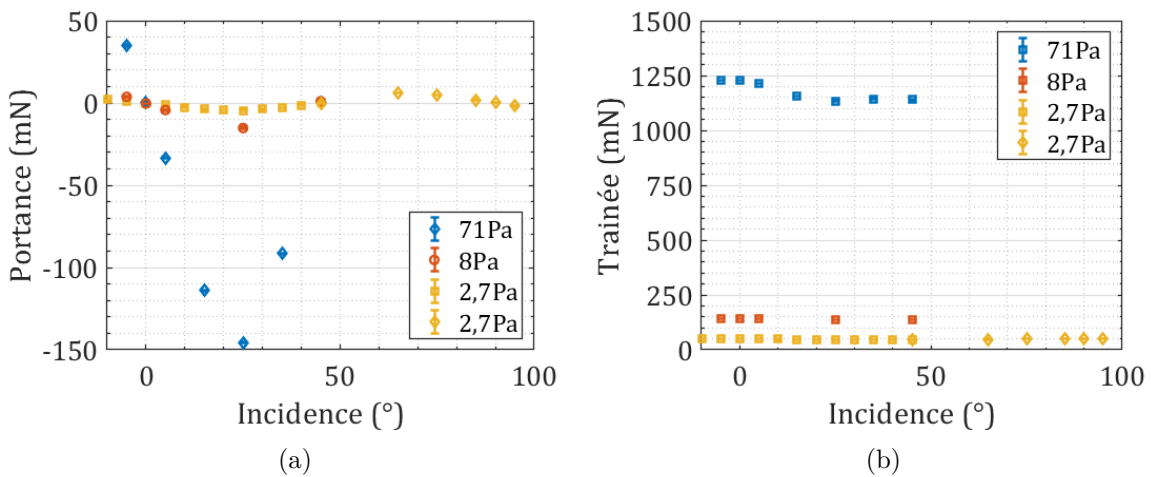 50
0
-50
-100
-150
0
50
100
Portance (mN)
Incidence (°)
71Pa
8Pa
2,7Pa
2,7Pa
(a)
1500
1250
1000
750
500
250
0
0
50
100
Trainée (mN)
Incidence (°)
71Pa
8Pa
2,7Pa
2,7Pa
(b)